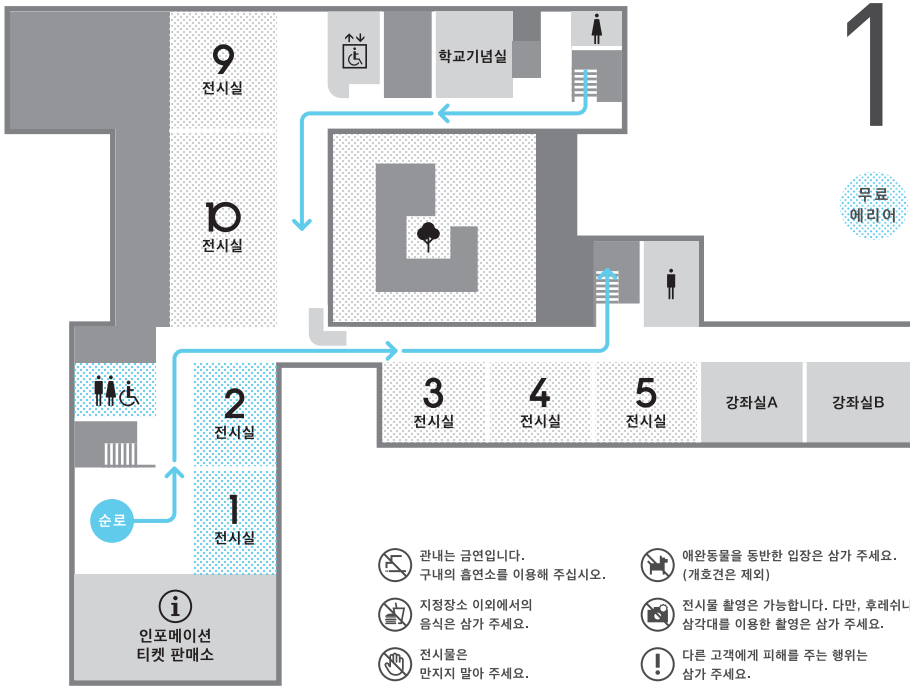 1
9
전시실
학교기념실
10
전시실
무료
에리어
2
전시실
3
전시실
4
전시실
5
전시실
강좌실A
강좌실B
1
전시실
순로
i
인포메이션
티켓 판매소
관내는 금연입니다.
구내의 흡연소를 이용해 주십시오.
지정장소 이외에서의
음식은 삼가 주세요.
전시물은
만지지 말아 주세요.
애완동물을 동반한 입장은 삼가 주세요.
(개호견은 제외)
전시물 촬영은 가능합니다. 다만, 후레쉬나
삼각대를 이용한 촬영은 삼가 주세요.
다른 고객에게 피해를 주는 행위는
삼가 주세요.